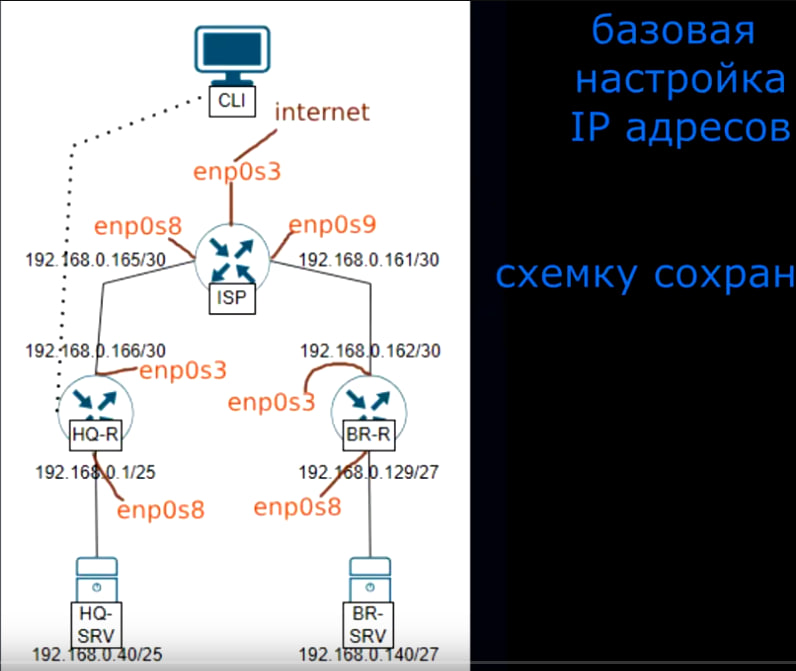 базовая
настройка
IP адресов
CLI
internet
enp0s3
enp0s8
enp0s9
192.168.0.165/30
192.168.0.161/30
схемку сохран
ISP
192.168.0.166/30
192.168.0.162/30
enp0s3
enp0s3
HQ-R
BR-R
192.168.0.1/25
192.168.0.129/27
enp0s8
enp0s8
HQ-
SRV
BR-
SRV
192.168.0.40/25
192.168.0.140/27